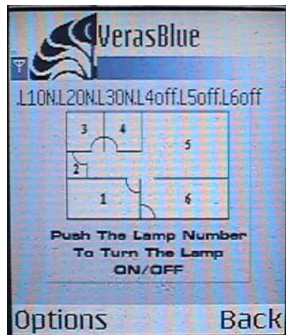 VerasBlue
.L1ON.L2ON.L3ON.L4off.L5off.L6off
3 4
5
2
1 6
Push The Lamp Number
To Turn The Lamp
ON/OFF
Options Back